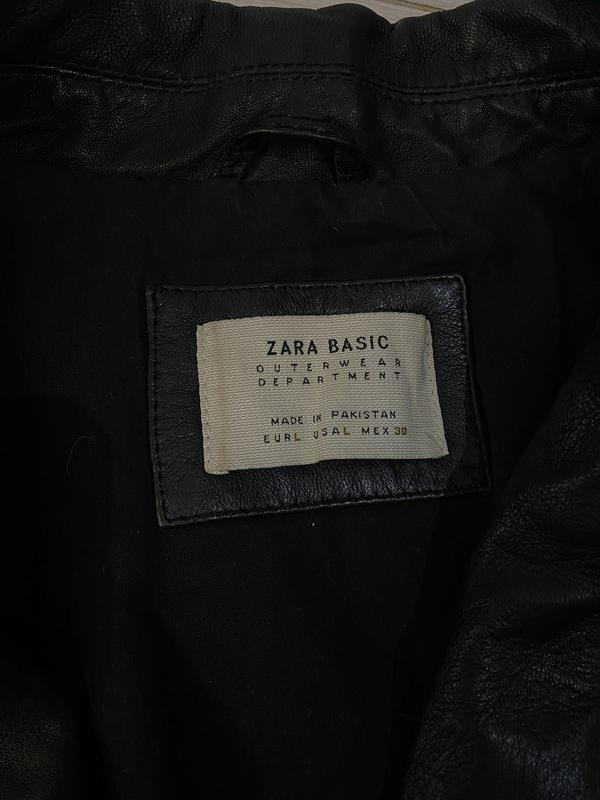 ZARA BASIC
OUTERWEAR
DEPARTMENT
MADE IN PAKISTAN
EUR L USA L MEX 30